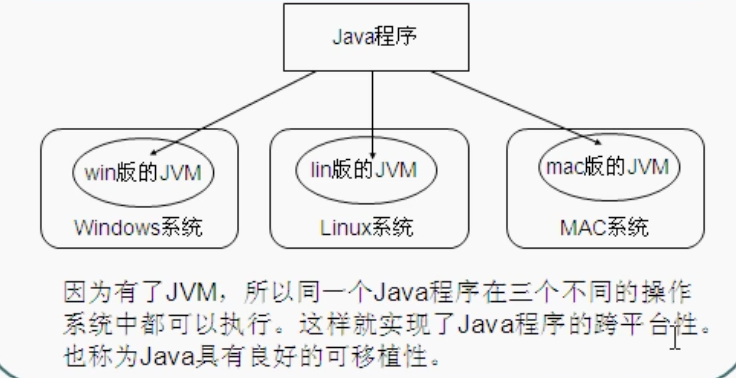 Java程序
win版的JVM
lin版的JVM
mac版的JVM
Windows系统
Linux系统
MAC系统
因为有了JVM，所以同一个Java程序在三个不同的操作
系统中都可以执行。这样就实现了Java程序的跨平台性。
也称为Java具有良好的可移植性。